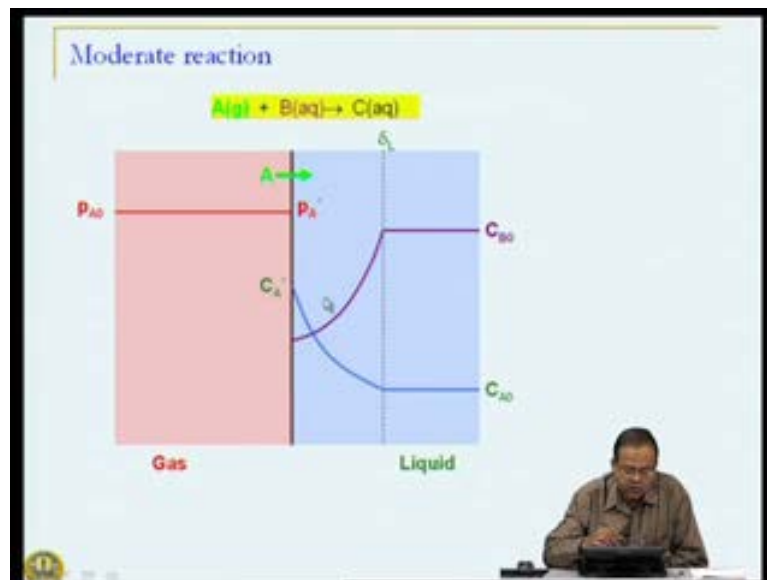 Moderate reaction
A(g) + B(aq)→ C(aq)
δL
A
PA0
PA*
CB0
CA*
CA0
Gas
Liquid